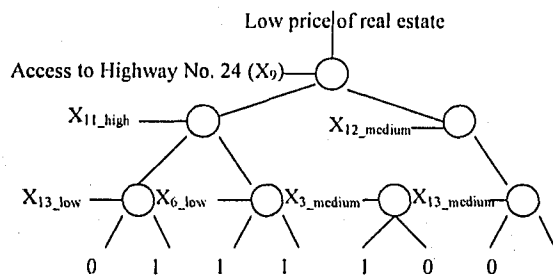 Low price of real estate
Access to Highway No. 24 (X9)
X11_high X12_medium
X13_low X6_low X3_medium X13_medium
0 1 1 1 1 0 0